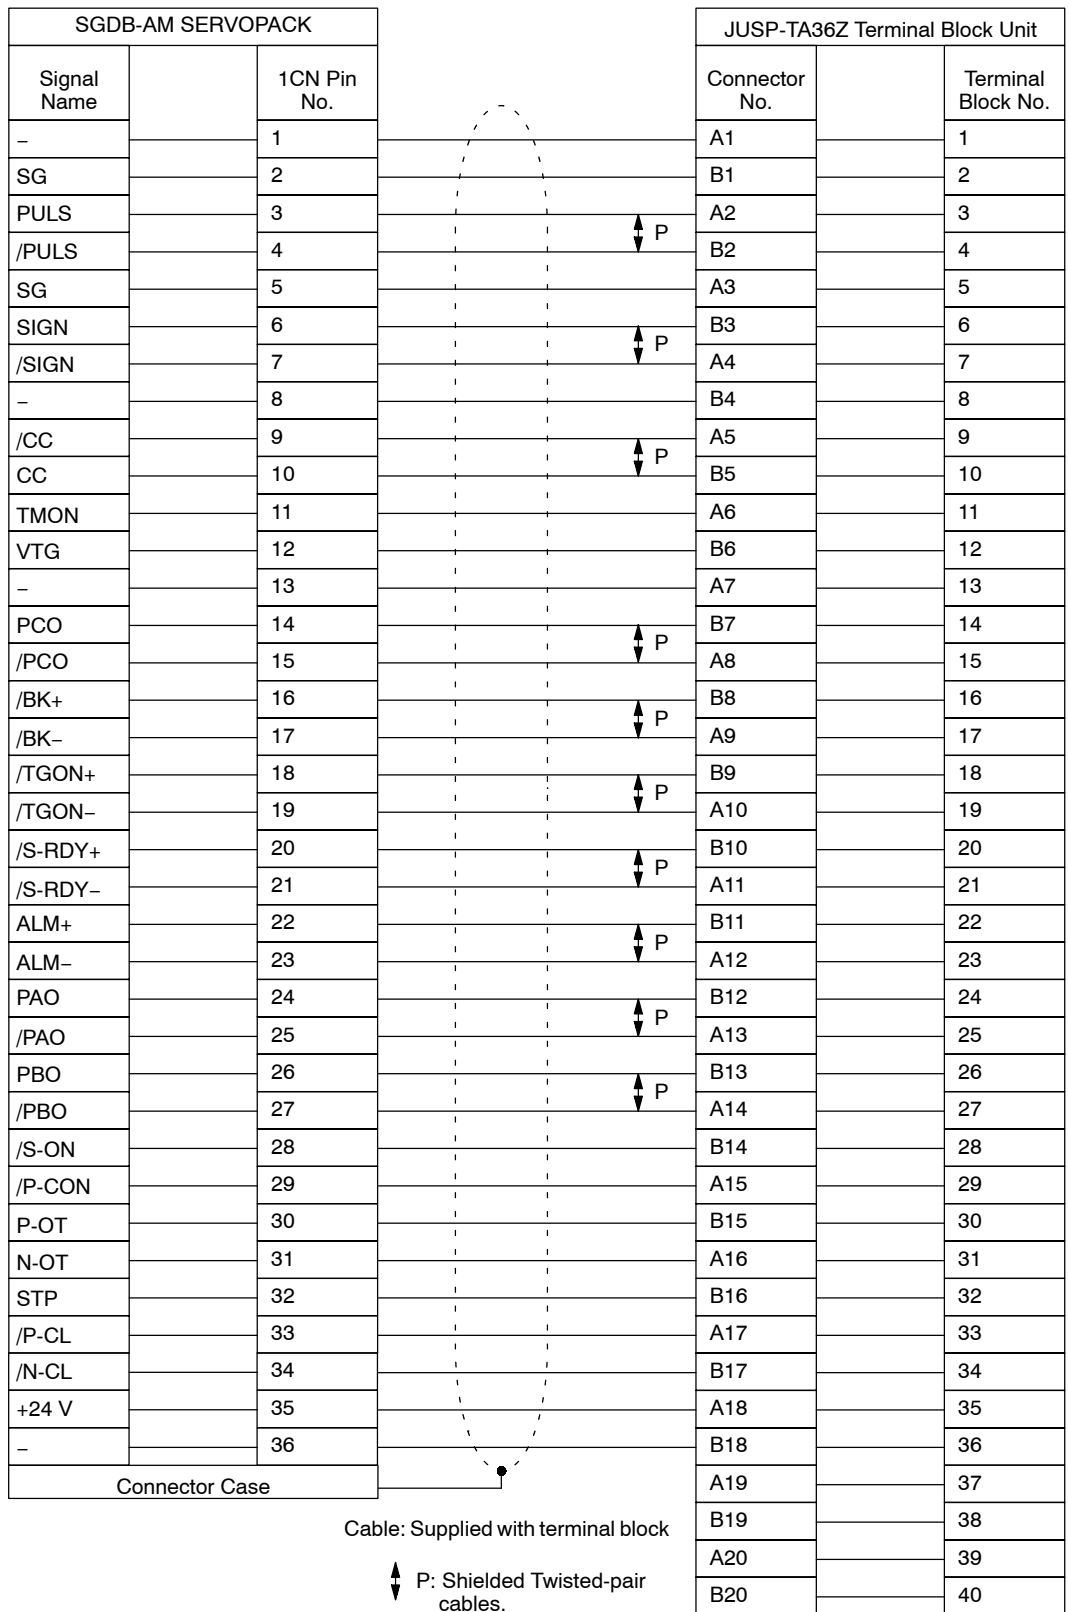 SGDB-AM SERVOPACK
JUSP-TA36Z Terminal Block Unit
Signal Name 1CN Pin No. Connector No. Terminal Block No.
– 1 A1 1
SG 2 B1 2
PULS 3 A2 3
P
/PULS 4 B2 4
SG 5 A3 5
SIGN 6 B3 6
P
/SIGN 7 A4 7
– 8 B4 8
/CC 9 A5 9
P
CC 10 B5 10
TMON 11 A6 11
VTG 12 B6 12
– 13 A7 13
PCO 14 B7 14
P
/PCO 15 A8 15
/BK+ 16 B8 16
P
/BK– 17 A9 17
/TGON+ 18 B9 18
P
/TGON– 19 A10 19
/S-RDY+ 20 B10 20
P
/S-RDY– 21 A11 21
ALM+ 22 B11 22
P
ALM– 23 A12 23
PAO 24 B12 24
P
/PAO 25 A13 25
PBO 26 B13 26
P
/PBO 27 A14 27
/S-ON 28 B14 28
/P-CON 29 A15 29
P-OT 30 B15 30
N-OT 31 A16 31
STP 32 B16 32
/P-CL 33 A17 33
/N-CL 34 B17 34
+24 V 35 A18 35
– 36 B18 36
Connector Case
A19 37
B19 38
A20 39
B20 40
Cable: Supplied with terminal block
P: Shielded Twisted-pair
cables.